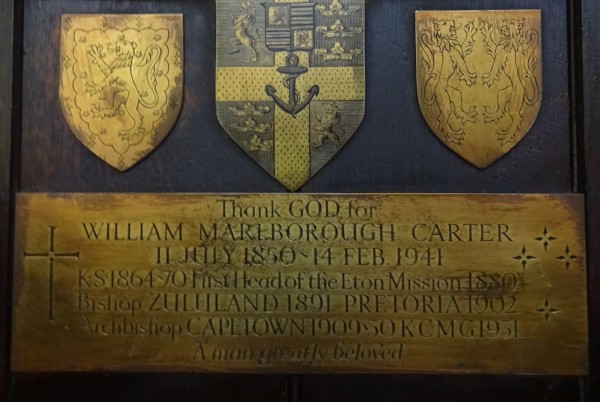 Thank GOD for
WILLIAM MARLBOROUGH CARTER
11 JULY 1850 ~ 14 FEB. 1941
KS·1864·70 First Head of the Eton Mission 1880·
Bishop ZULULAND 1891 PRETORIA 1902
Archbishop CAPETOWN 1909·30 KCMG 1931
A man greatly beloved